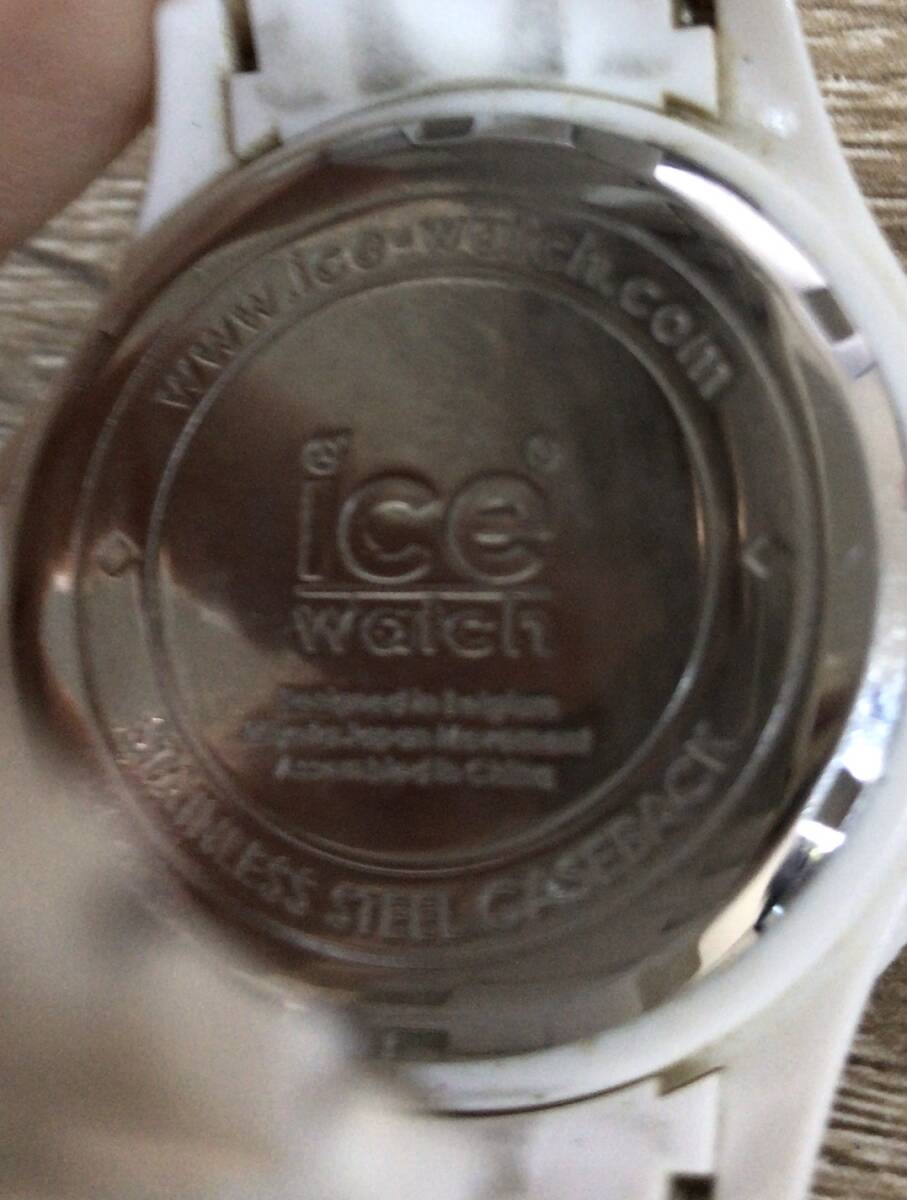 www.ice-watch.com
ice
watch
Designed in Belgium
Miyota Japan Movement
Assembled in China
STAINLESS STEEL CASEBACK